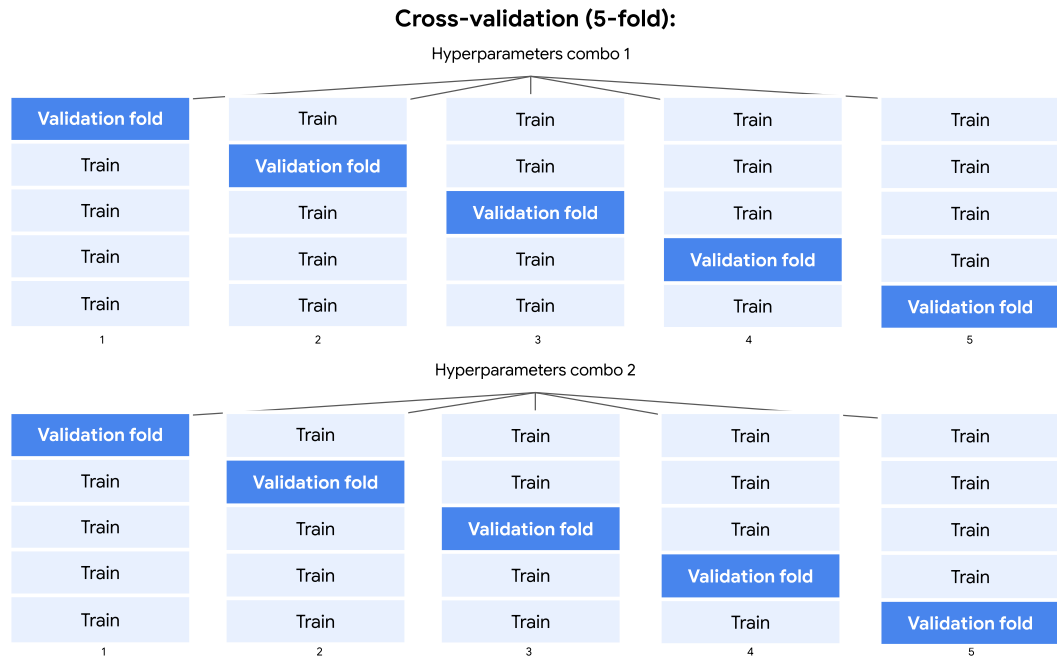 Cross-validation (5-fold):
Hyperparameters combo 1
Validation fold Train Train Train Train
Train Validation fold Train Train Train
Train Train Validation fold Train Train
Train Train Train Validation fold Train
Train Train Train Train Validation fold
1 2 3 4 5
Hyperparameters combo 2
Validation fold Train Train Train Train
Train Validation fold Train Train Train
Train Train Validation fold Train Train
Train Train Train Validation fold Train
Train Train Train Train Validation fold
1 2 3 4 5